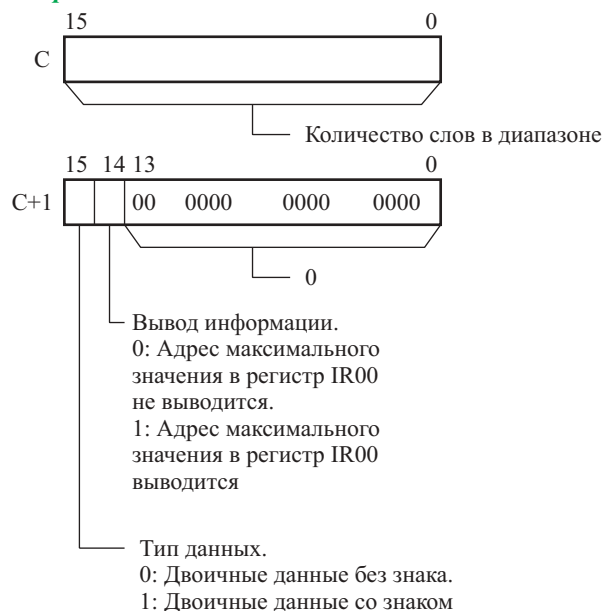 15 0
C
Количество слов в диапазоне
15 14 13 0
C+1 00 0000 0000 0000
0
Вывод информации.
0: Адрес максимального
значения в регистр IR00
не выводится.
1: Адрес максимального
значения в регистр IR00
выводится
Тип данных.
0: Двоичные данные без знака.
1: Двоичные данные со знаком